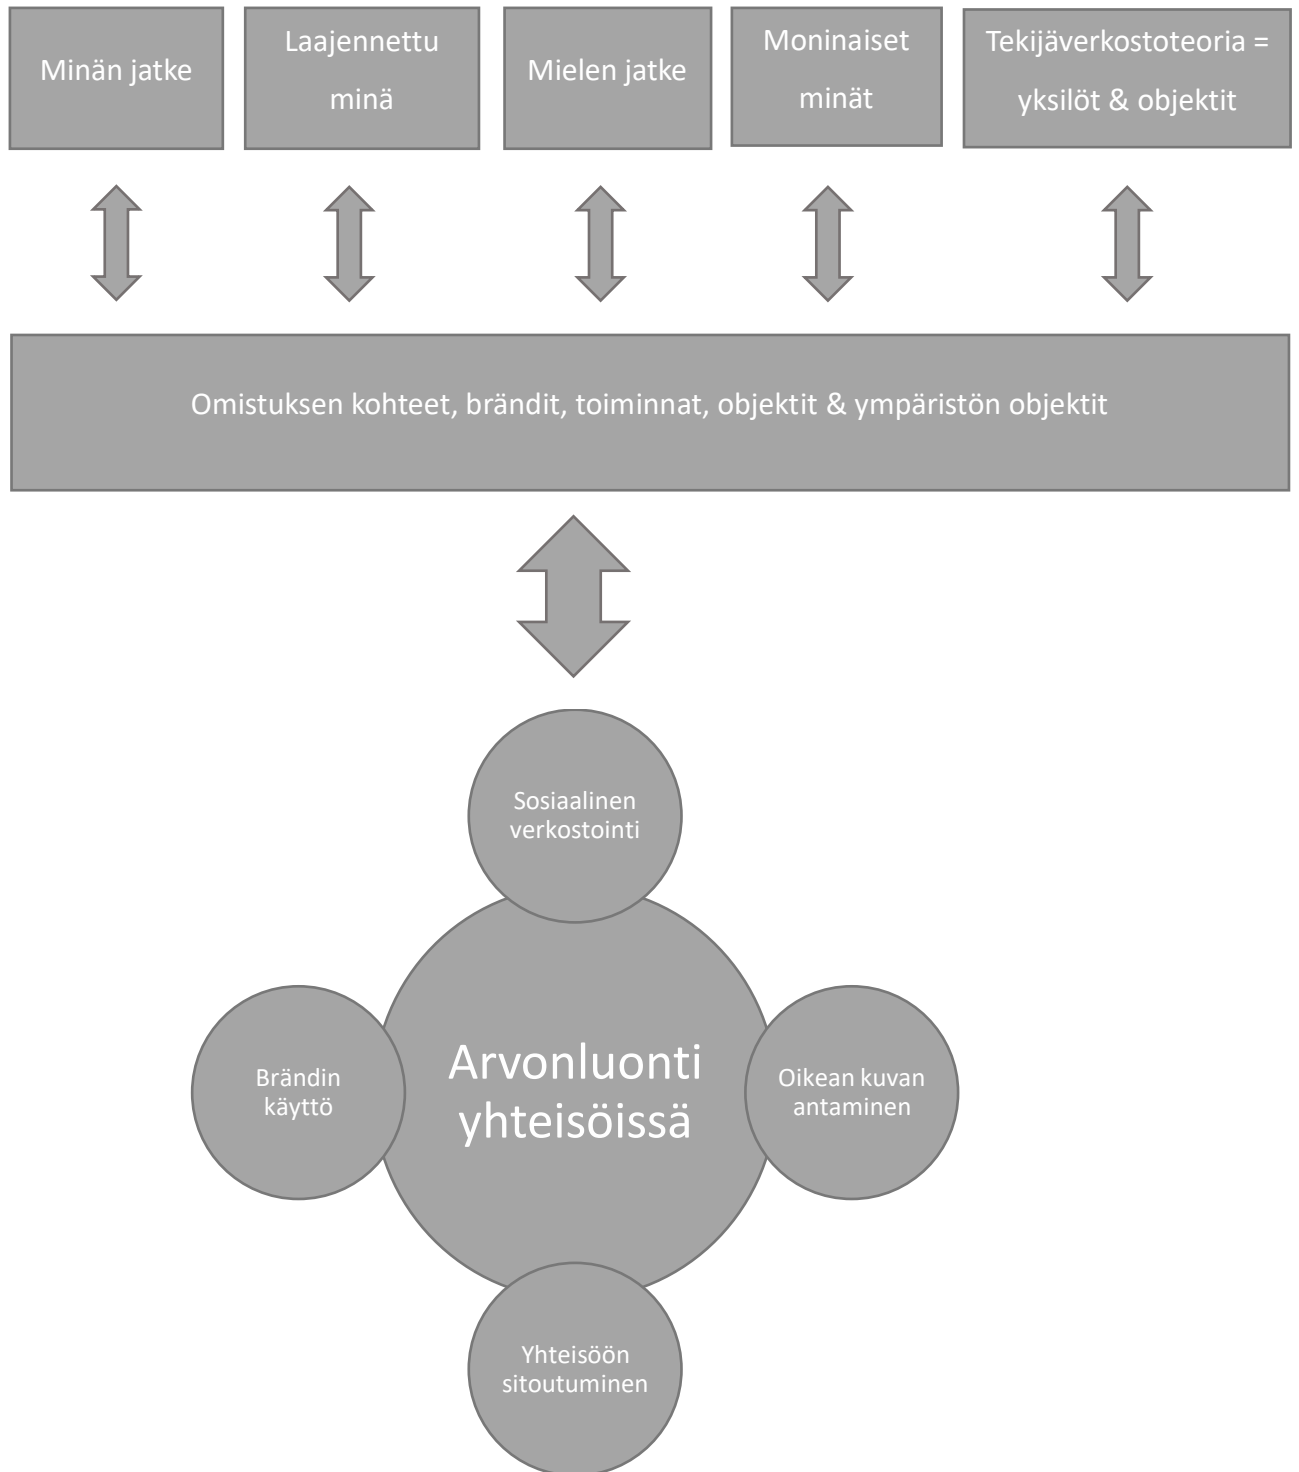 Minän jatke
Laajennettu
minä
Mielen jatke
Moninaiset
minät
Tekijäverkostoteoria =
yksilöt & objektit
Omistuksen kohteet, brändit, toiminnat, objektit & ympäristön objektit
Sosiaalinen
verkostointi
Brändin
käyttö
Arvonluonti
yhteisöissä
Oikean kuvan
antaminen
Yhteisöön
sitoutuminen